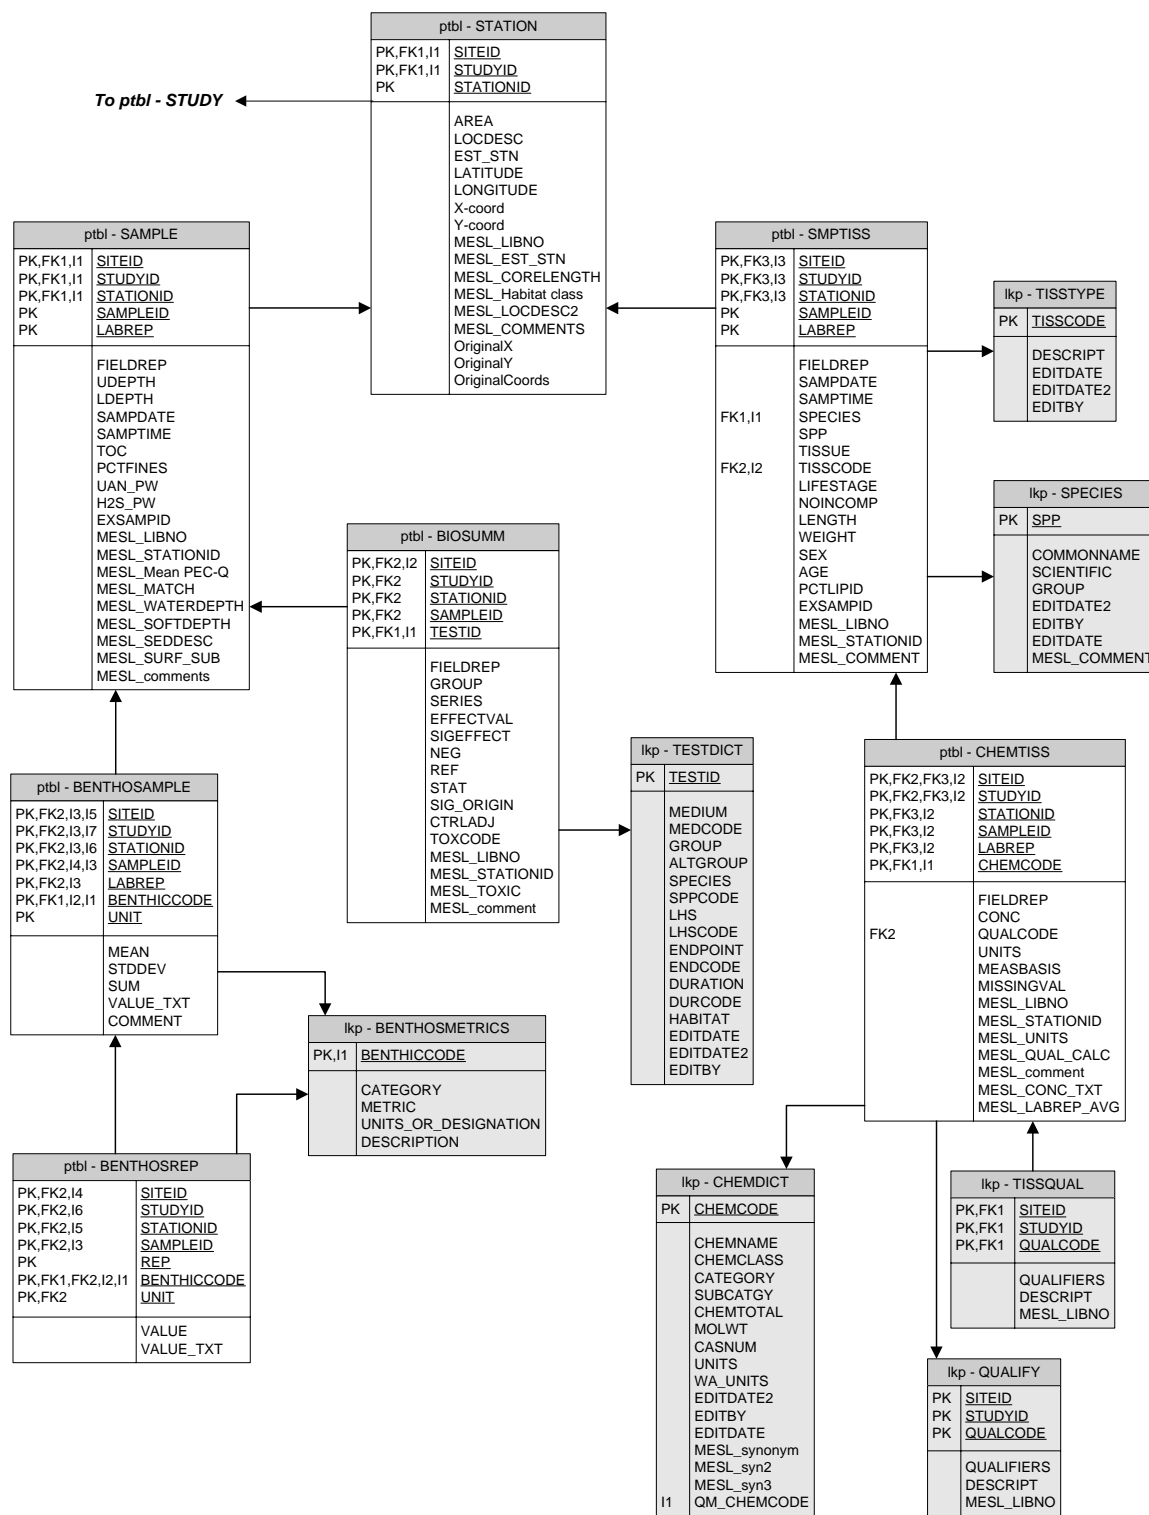 ptbl - STATION
PK,FK1,I1 SITEID
PK,FK1,I1 STUDYID
PK STATIONID
AREA
LOCDESC
EST_STN
LATITUDE
LONGITUDE
X-coord
Y-coord
MESL_LIBNO
MESL_EST_STN
MESL_CORELENGTH
MESL_Habitat class
MESL_LOCDESC2
MESL_COMMENTS
OriginalX
OriginalY
OriginalCoords
To ptbl - STUDY
ptbl - SAMPLE
PK,FK1,I1 SITEID
PK,FK1,I1 STUDYID
PK,FK1,I1 STATIONID
PK SAMPLEID
PK LABREP
FIELDREP
UDEPTH
LDEPTH
SAMPDATE
SAMPTIME
TOC
PCTFINES
UAN_PW
H2S_PW
EXSAMPID
MESL_LIBNO
MESL_STATIONID
MESL_Mean PEC-Q
MESL_MATCH
MESL_WATERDEPTH
MESL_SOFTDEPTH
MESL_SEDDESC
MESL_SURF_SUB
MESL_comments
ptbl - SMPTISS
PK,FK3,I3 SITEID
PK,FK3,I3 STUDYID
PK,FK3,I3 STATIONID
PK SAMPLEID
PK LABREP
FIELDREP
SAMPDATE
SAMPTIME
FK1,I1 SPECIES
SPP
TISSUE
FK2,I2 TISSCODE
LIFESTAGE
NOINCOMP
LENGTH
WEIGHT
SEX
AGE
PCTLIPID
EXSAMPID
MESL_LIBNO
MESL_STATIONID
MESL_COMMENT
lkp - TISSTYPE
PK TISSCODE
DESCRIPT
EDITDATE
EDITDATE2
EDITBY
lkp - SPECIES
PK SPP
COMMONNAME
SCIENTIFIC
GROUP
EDITDATE2
EDITBY
EDITDATE
MESL_COMMENT
ptbl - BIOSUMM
PK,FK2,I2 SITEID
PK,FK2 STUDYID
PK,FK2 STATIONID
PK,FK2 SAMPLEID
PK,FK1,I1 TESTID
FIELDREP
GROUP
SERIES
EFFECTVAL
SIGEFFECT
NEG
REF
STAT
SIG_ORIGIN
CTRLADJ
TOXCODE
MESL_LIBNO
MESL_STATIONID
MESL_TOXIC
MESL_comment
lkp - TESTDICT
PK TESTID
MEDIUM
MEDCODE
GROUP
ALTGROUP
SPECIES
SPPCODE
LHS
LHSCODE
ENDPOINT
ENDCODE
DURATION
DURCODE
HABITAT
EDITDATE
EDITDATE2
EDITBY
ptbl - CHEMTISS
PK,FK2,FK3,I2 SITEID
PK,FK2,FK3,I2 STUDYID
PK,FK3,I2 STATIONID
PK,FK3,I2 SAMPLEID
PK,FK3,I2 LABREP
PK,FK1,I1 CHEMCODE
FIELDREP
CONC
FK2 QUALCODE
UNITS
MEASBASIS
MISSINGVAL
MESL_LIBNO
MESL_STATIONID
MESL_UNITS
MESL_QUAL_CALC
MESL_comment
MESL_CONC_TXT
MESL_LABREP_AVG
ptbl - BENTHOSAMPLE
PK,FK2,I3,I5 SITEID
PK,FK2,I3,I7 STUDYID
PK,FK2,I3,I6 STATIONID
PK,FK2,I4,I3 SAMPLEID
PK,FK2,I3 LABREP
PK,FK1,I2,I1 BENTHICCODE
PK UNIT
MEAN
STDDEV
SUM
VALUE_TXT
COMMENT
lkp - BENTHOSMETRICS
PK,I1 BENTHICCODE
CATEGORY
METRIC
UNITS_OR_DESIGNATION
DESCRIPTION
ptbl - BENTHOSREP
PK,FK2,I4 SITEID
PK,FK2,I6 STUDYID
PK,FK2,I5 STATIONID
PK,FK2,I3 SAMPLEID
PK REP
PK,FK1,FK2,I2,I1 BENTHICCODE
PK,FK2 UNIT
VALUE
VALUE_TXT
lkp - CHEMDICT
PK CHEMCODE
CHEMNAME
CHEMCLASS
CATEGORY
SUBCATGY
CHEMTOTAL
MOLWT
CASNUM
UNITS
WA_UNITS
EDITDATE2
EDITBY
EDITDATE
MESL_synonym
MESL_syn2
MESL_syn3
I1 QM_CHEMCODE
lkp - TISSQUAL
PK,FK1 SITEID
PK,FK1 STUDYID
PK,FK1 QUALCODE
QUALIFIERS
DESCRIPT
MESL_LIBNO
lkp - QUALIFY
PK SITEID
PK STUDYID
PK QUALCODE
QUALIFIERS
DESCRIPT
MESL_LIBNO